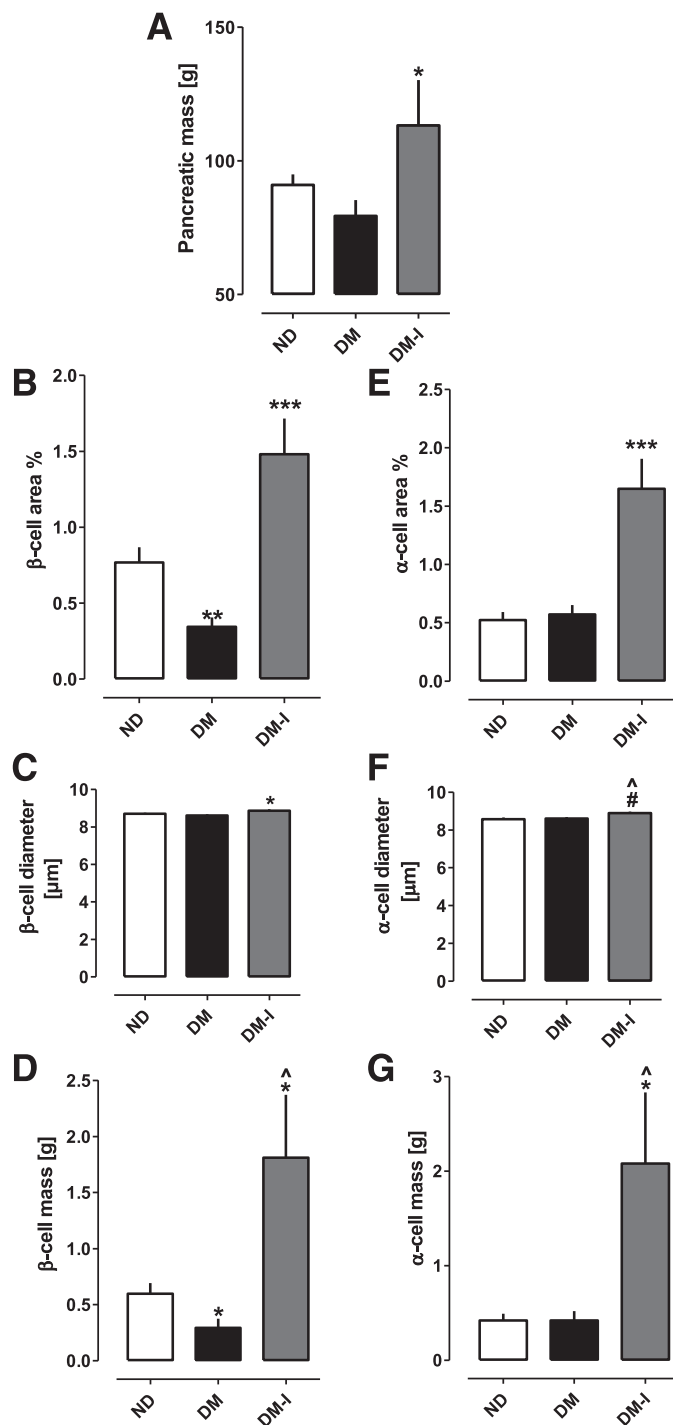 A
Pancreatic mass [g]
150
100
50
*
ND
DM
DM-I
B
β-cell area %
2.0
1.5
1.0
0.5
0.0
**
***
ND
DM
DM-I
E
α-cell area %
2.5
2.0
1.5
1.0
0.5
0.0
***
ND
DM
DM-I
C
β-cell diameter
[μm]
10
8
6
4
2
0
*
ND
DM
DM-I
F
α-cell diameter
[μm]
10
8
6
4
2
0
^
#
ND
DM
DM-I
D
β-cell mass [g]
2.5
2.0
1.5
1.0
0.5
0.0
*
^
*
ND
DM
DM-I
G
α-cell mass [g]
3
2
1
0
^
*
ND
DM
DM-I